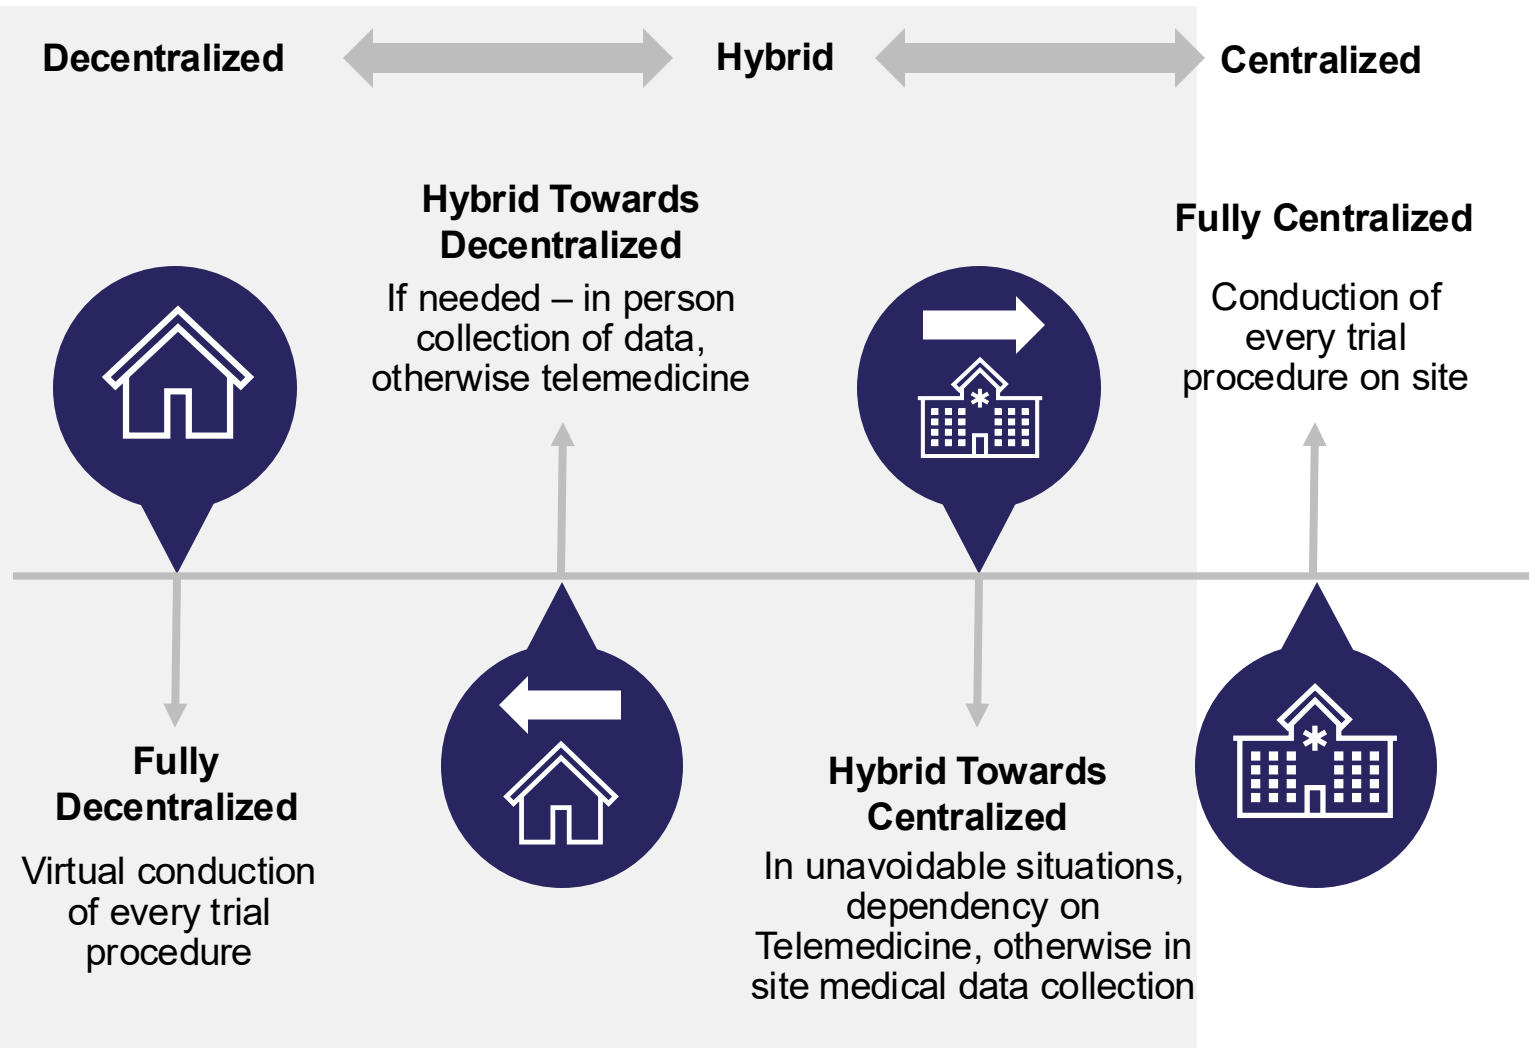 Decentralized
Hybrid
Centralized
Hybrid Towards
Decentralized
If needed – in person
collection of data,
otherwise telemedicine
Fully Centralized
Conduction of
every trial
procedure on site
Fully
Decentralized
Virtual conduction
of every trial
procedure
Hybrid Towards
Centralized
In unavoidable situations,
dependency on
Telemedicine, otherwise in
site medical data collection